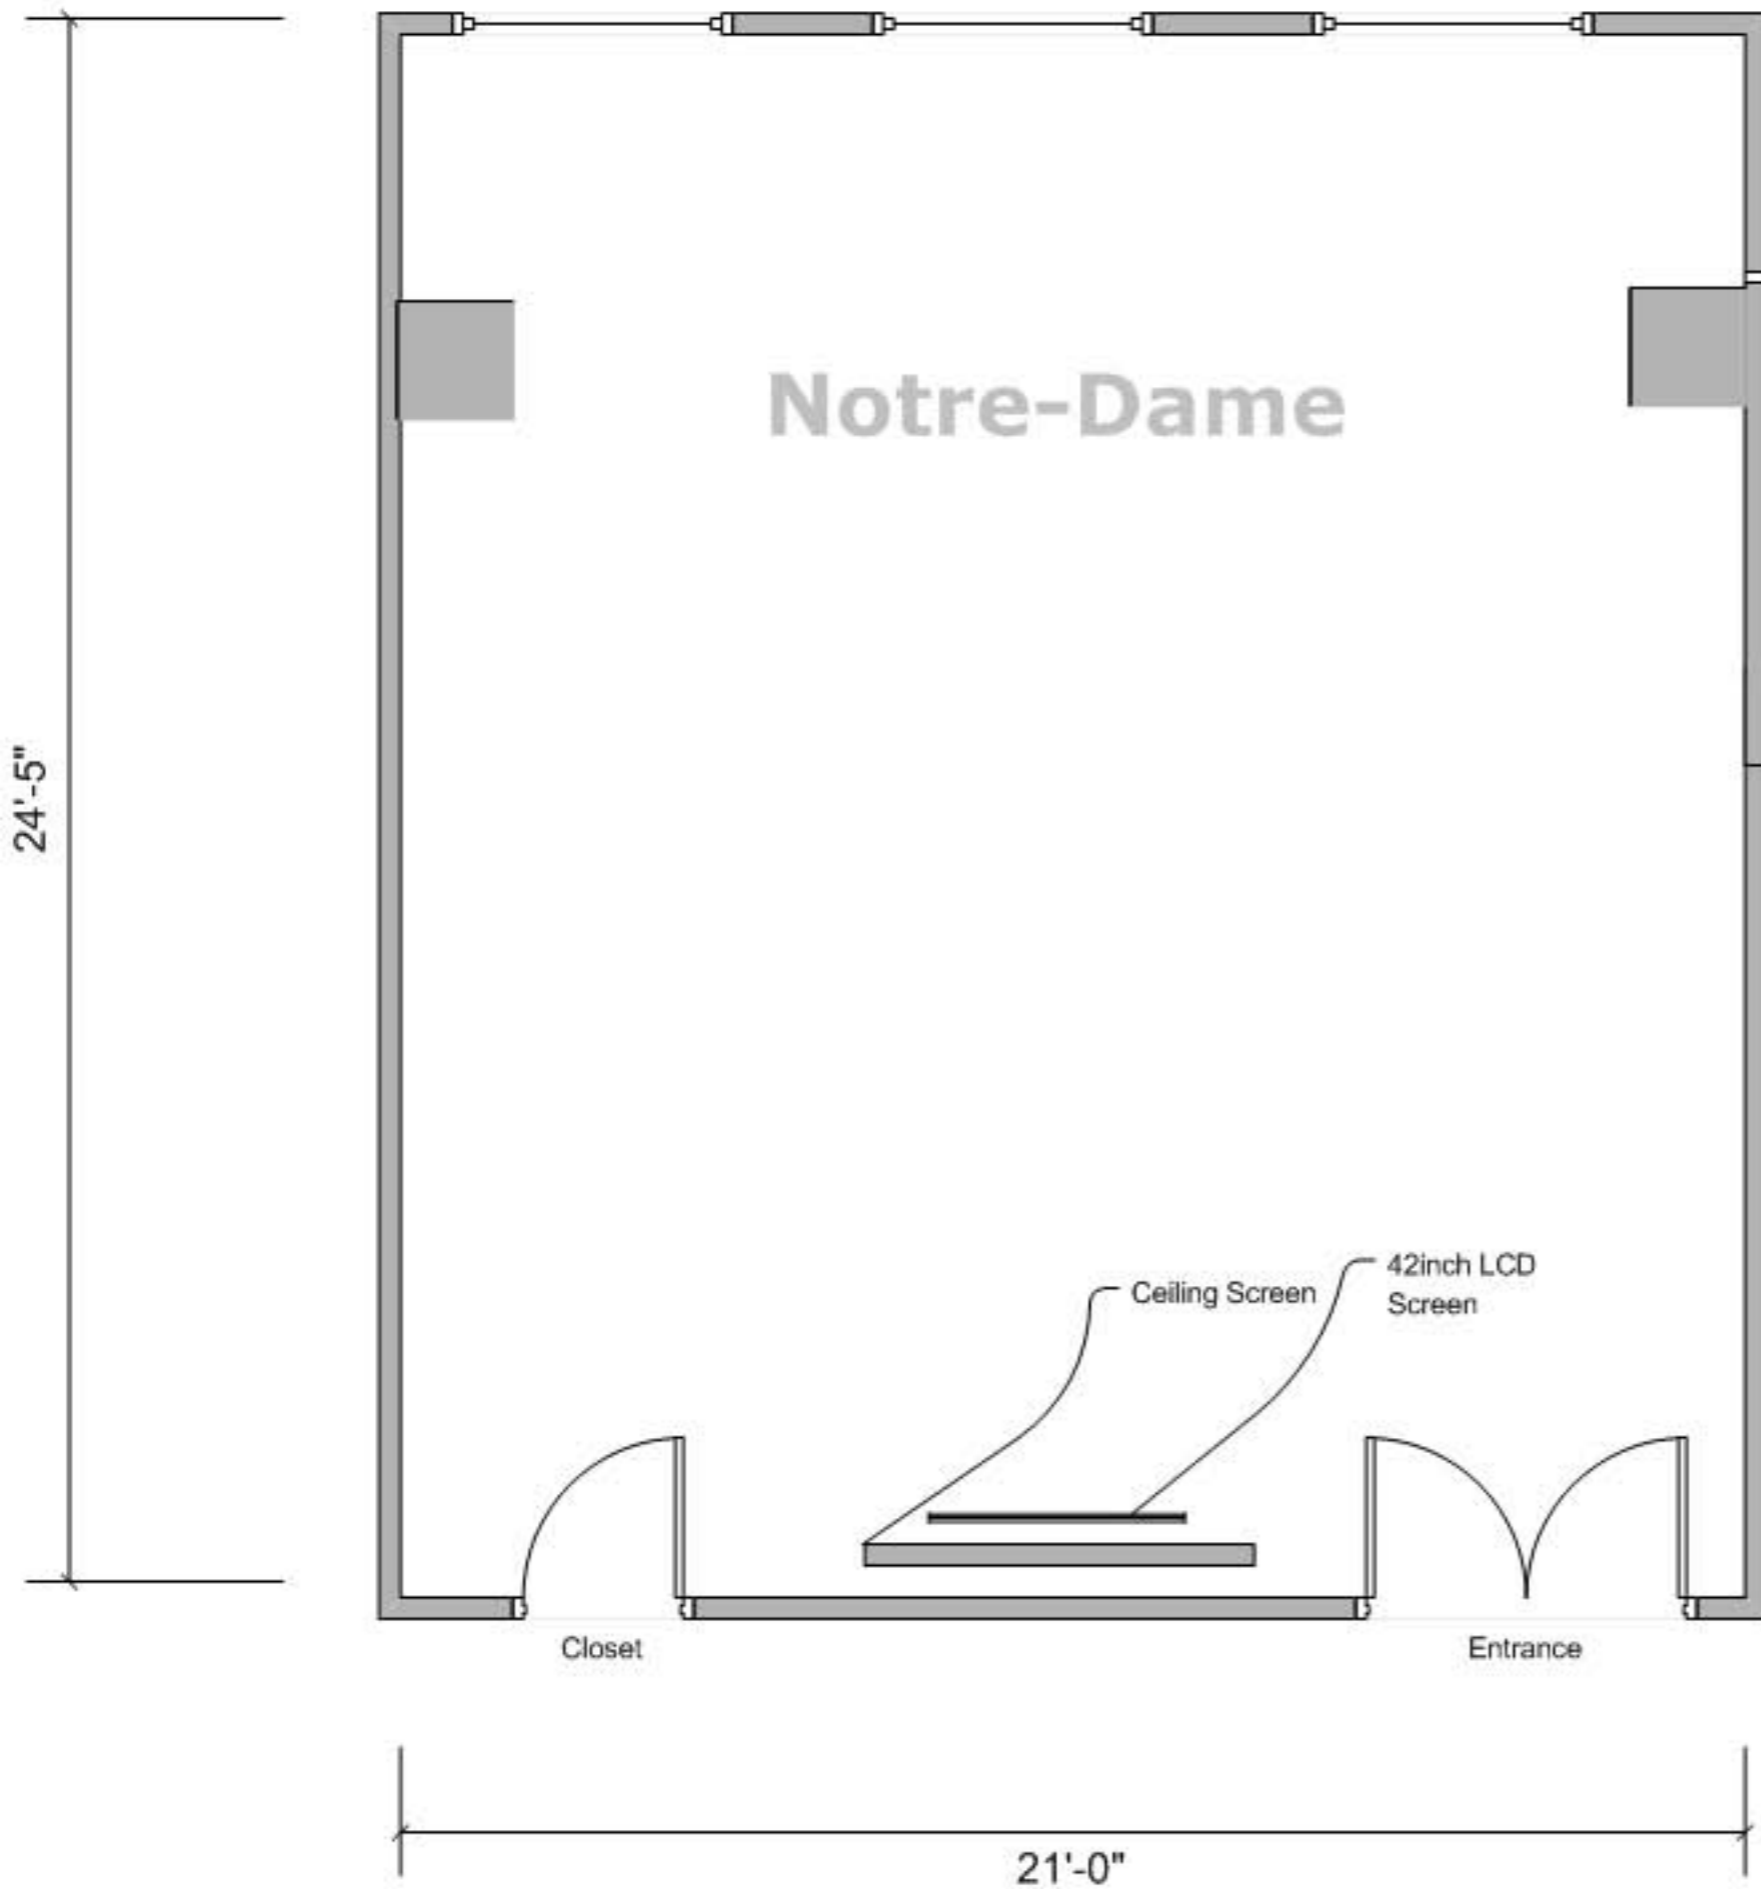 Notre-Dame
24'-5"
42inch LCD
Screen
Ceiling Screen
Closet
Entrance
21'-0"